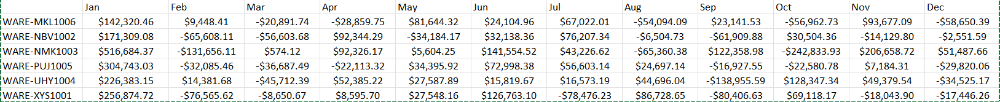 Jan Feb Mar Apr May Jun Jul Aug Sep Oct Nov Dec
WARE-MKL1006 $142,320.46 $9,448.41 -$20,891.74 -$28,859.75 $81,644.32 $24,104.96 $67,022.01 -$54,094.09 $23,141.53 -$56,962.73 $93,677.09 -$58,650.39
WARE-NBV1002 $171,309.08 -$65,608.11 -$56,603.68 $92,344.29 -$34,184.17 $32,138.36 $76,207.34 -$6,504.73 -$61,909.88 $30,504.36 -$14,129.80 -$2,551.59
WARE-NMK1003 $516,684.37 -$131,656.11 $574.12 $92,326.17 $5,604.25 $141,554.52 $43,226.62 -$65,360.38 $122,358.98 -$242,833.93 $206,658.72 $51,487.66
WARE-PUJ1005 $304,743.03 -$32,085.46 -$36,687.49 -$22,113.32 $34,395.92 $72,998.38 $56,603.14 $24,697.14 -$16,927.55 -$22,580.78 $7,184.31 -$29,820.06
WARE-UHY1004 $226,383.15 $14,381.68 -$45,712.39 $52,385.22 $27,587.89 $15,819.67 $16,573.19 $44,696.04 -$138,955.59 $128,347.34 $49,379.54 -$34,525.17
WARE-XYS1001 $256,874.72 -$76,565.62 -$8,650.67 $8,595.70 $27,548.16 $126,763.10 -$78,476.23 $86,728.65 -$80,406.63 $69,118.17 -$18,043.90 -$17,446.26